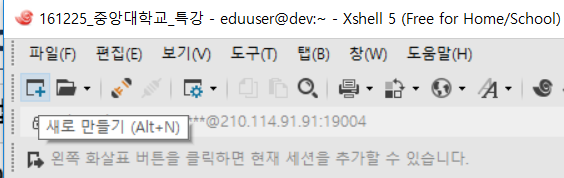 161225_중앙대학교_특강 - eduuser@dev:~ - Xshell 5 (Free for Home/School)
파일(F) 편집(E) 보기(V) 도구(T) 탭(B) 창(W) 도움말(H)
새로 만들기 (Alt+N) ***@210.114.91.91:19004
왼쪽 화살표 버튼을 클릭하면 현재 세션을 추가할 수 있습니다.